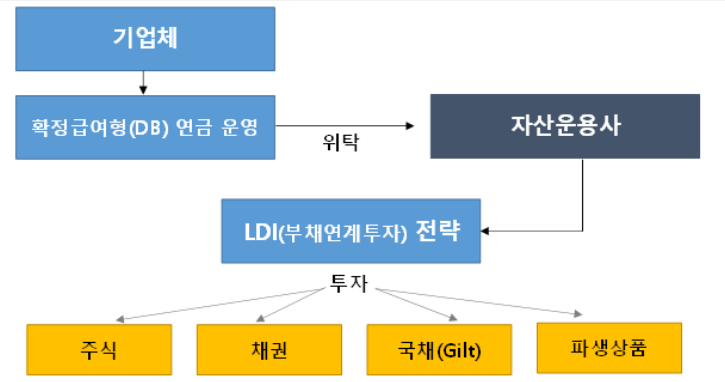 기업체
확정급여형(DB) 연금 운영
위탁
자산운용사
LDI(부채연계투자) 전략
투자
주식
채권
국채(Gilt)
파생상품